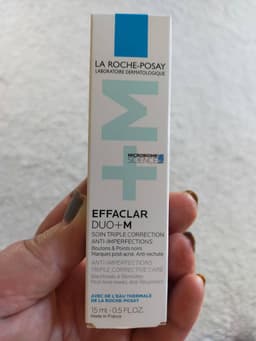 LA ROCHE-POSAY
LABORATOIRE DERMATOLOGIQUE
+M
MICROBIOME
SCIENCE
EFFACLAR
DUO+M
SOIN TRIPLE CORRECTION
ANTI-IMPERFECTIONS
Boutons & Points noirs
Marques post-acné, Anti-rechute
ANTI-IMPERFECTIONS
TRIPLE CORRECTIVE CARE
AVEC DE L'EAU THERMALE
DE LA ROCHE-POSAY
15 ml - 0.5 FL.OZ.
Made in France